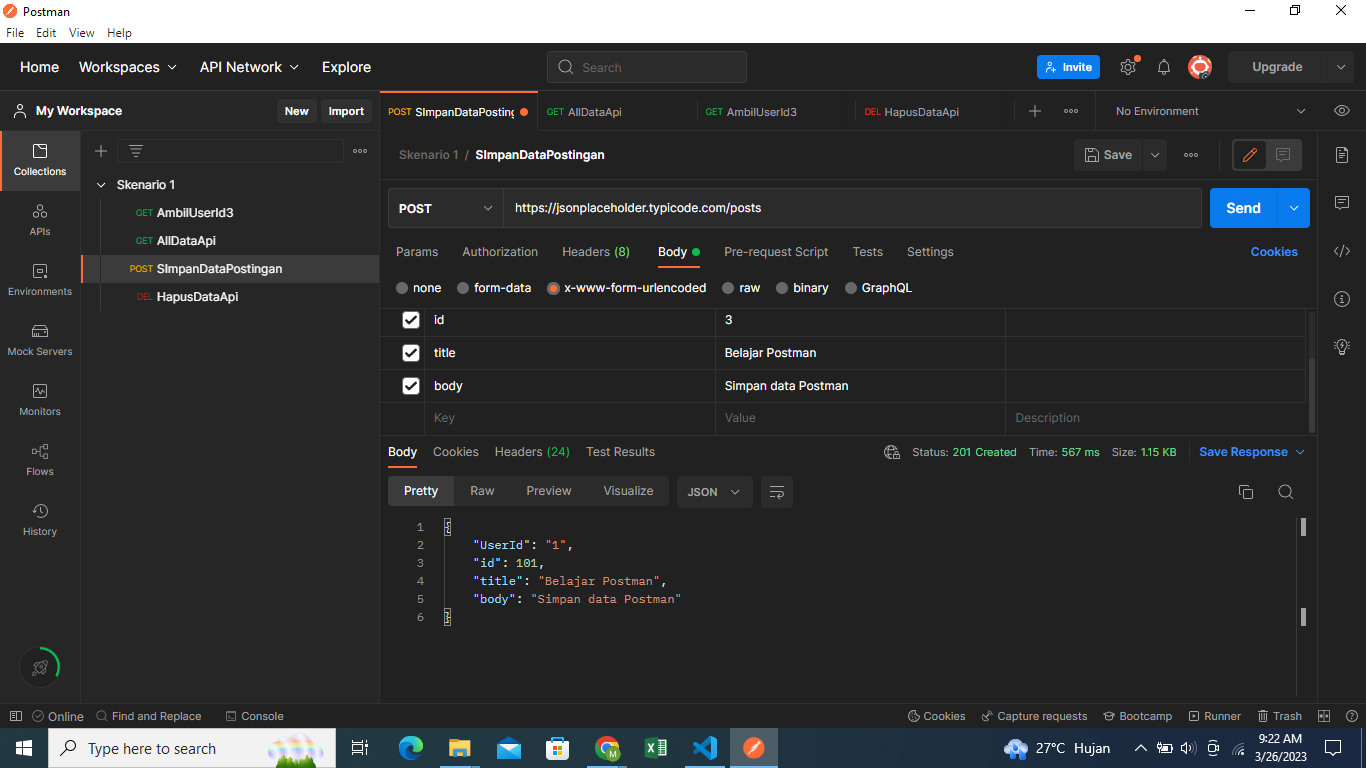 Postman
File Edit View Help
Home Workspaces API Network Explore Search Invite Upgrade
My Workspace New Import POST SImpanDataPosting GET AllDataApi GET AmbilUserId3 DEL HapusDataApi No Environment
Collections
APIs
Environments
Mock Servers
Monitors
Flows
History
Skenario 1
GET AmbilUserId3
GET AllDataApi
POST SImpanDataPostingan
DEL HapusDataApi
Skenario 1 / SImpanDataPostingan Save
POST https://jsonplaceholder.typicode.com/posts Send
Params Authorization Headers (8) Body Pre-request Script Tests Settings Cookies
none form-data x-www-form-urlencoded raw binary GraphQL
id 3
title Belajar Postman
body Simpan data Postman
Key Value Description
Body Cookies Headers (24) Test Results Status: 201 Created Time: 567 ms Size: 1.15 KB Save Response
Pretty Raw Preview Visualize JSON
1 {
2 "UserId": "1",
3 "id": 101,
4 "title": "Belajar Postman",
5 "body": "Simpan data Postman"
6 }
Online Find and Replace Console Cookies Capture requests Bootcamp Runner Trash
Type here to search 27°C Hujan 9:22 AM
3/26/2023